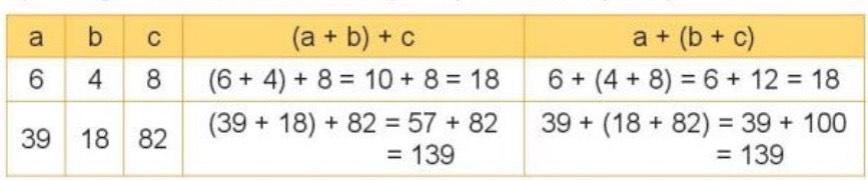 a b c (a + b) + c a + (b + c)
6 4 8 (6 + 4) + 8 = 10 + 8 = 18 6 + (4 + 8) = 6 + 12 = 18
39 18 82 (39 + 18) + 82 = 57 + 82 39 + (18 + 82) = 39 + 100
= 139 = 139